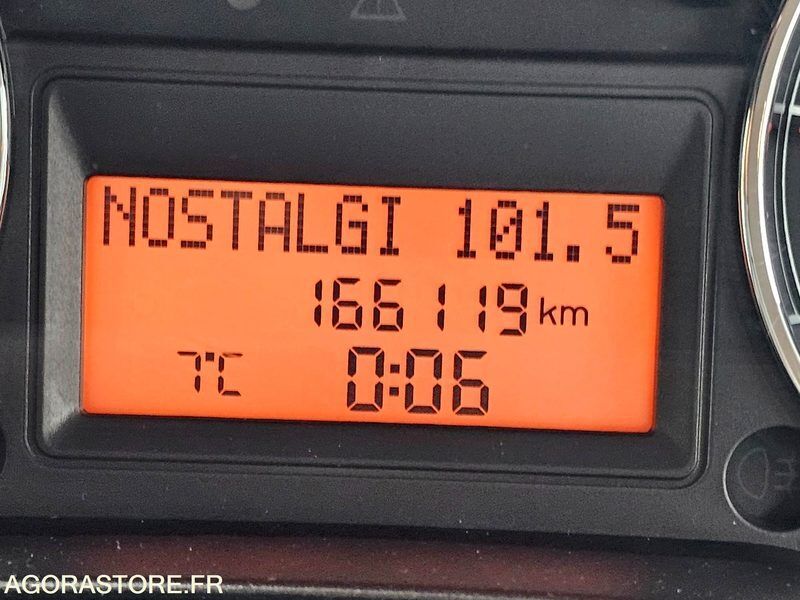 NOSTALGI 101.5
166119 km
7°C 0:06
AGORASTORE.FR